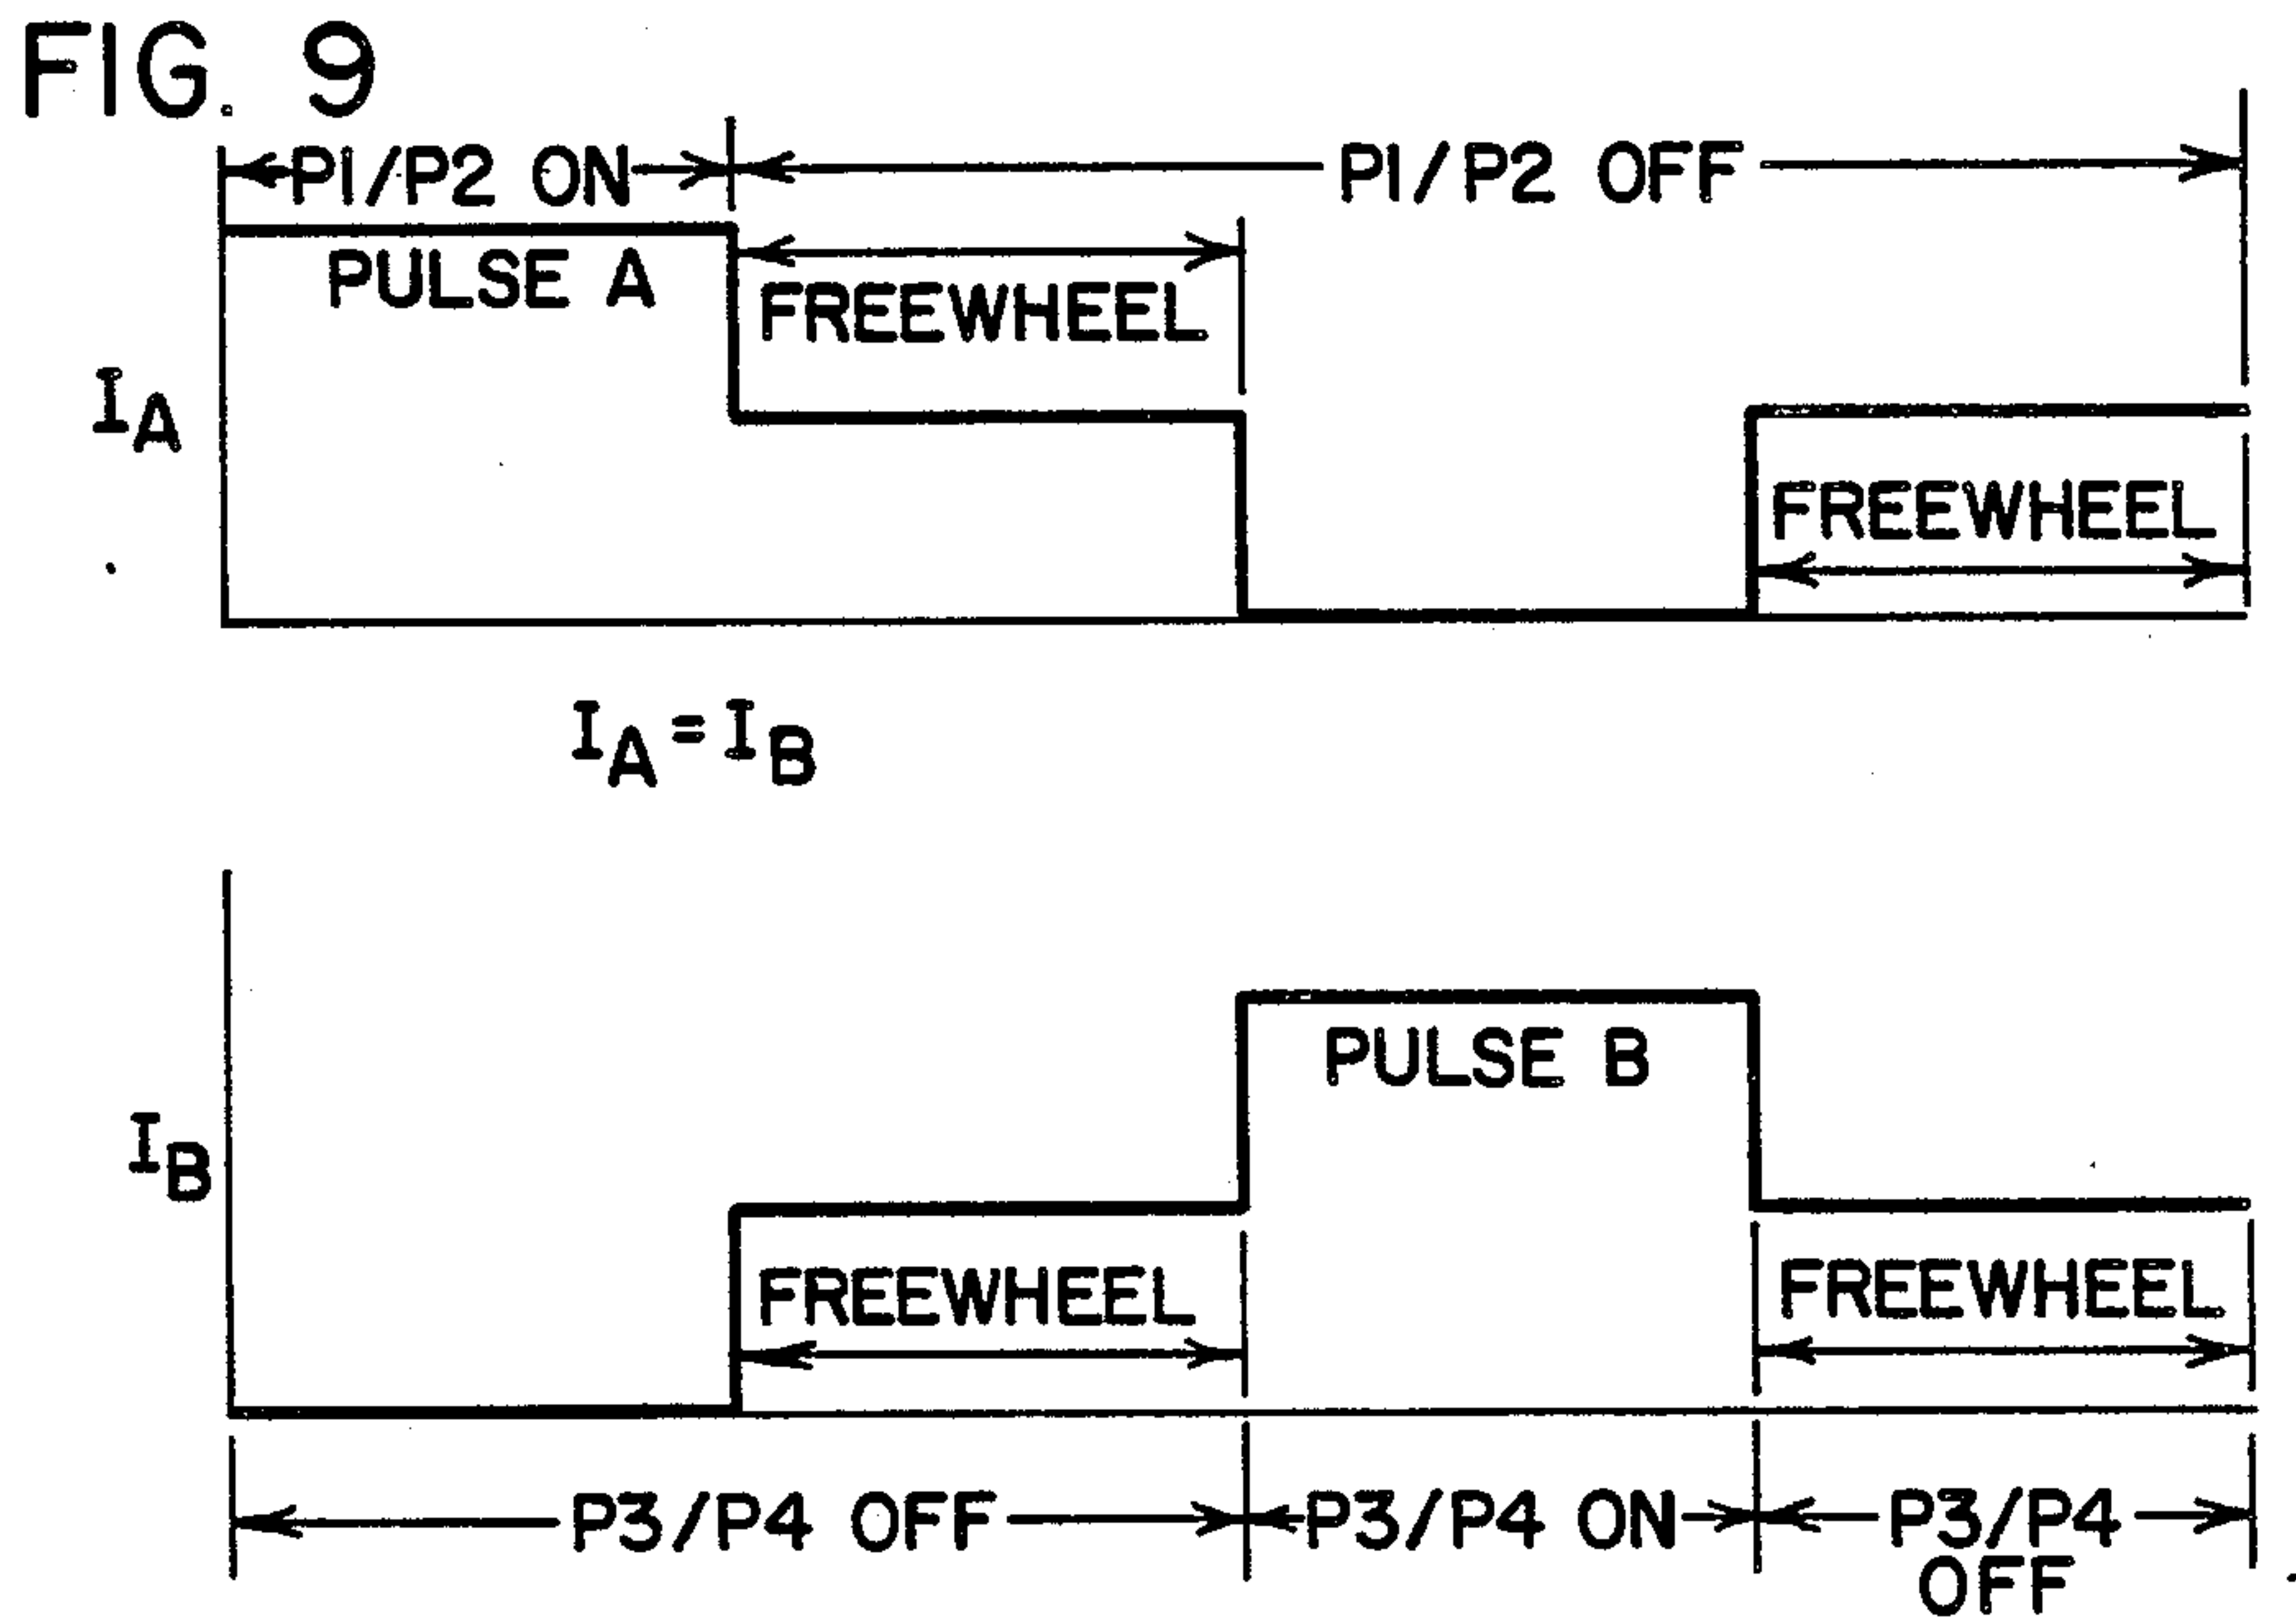 FIG. 9
P1/P2 ON
P1/P2 OFF
PULSE A
FREEWHEEL
IA
FREEWHEEL
IA=IB
PULSE B
IB
FREEWHEEL
FREEWHEEL
P3/P4 OFF
P3/P4 ON
P3/P4
OFF